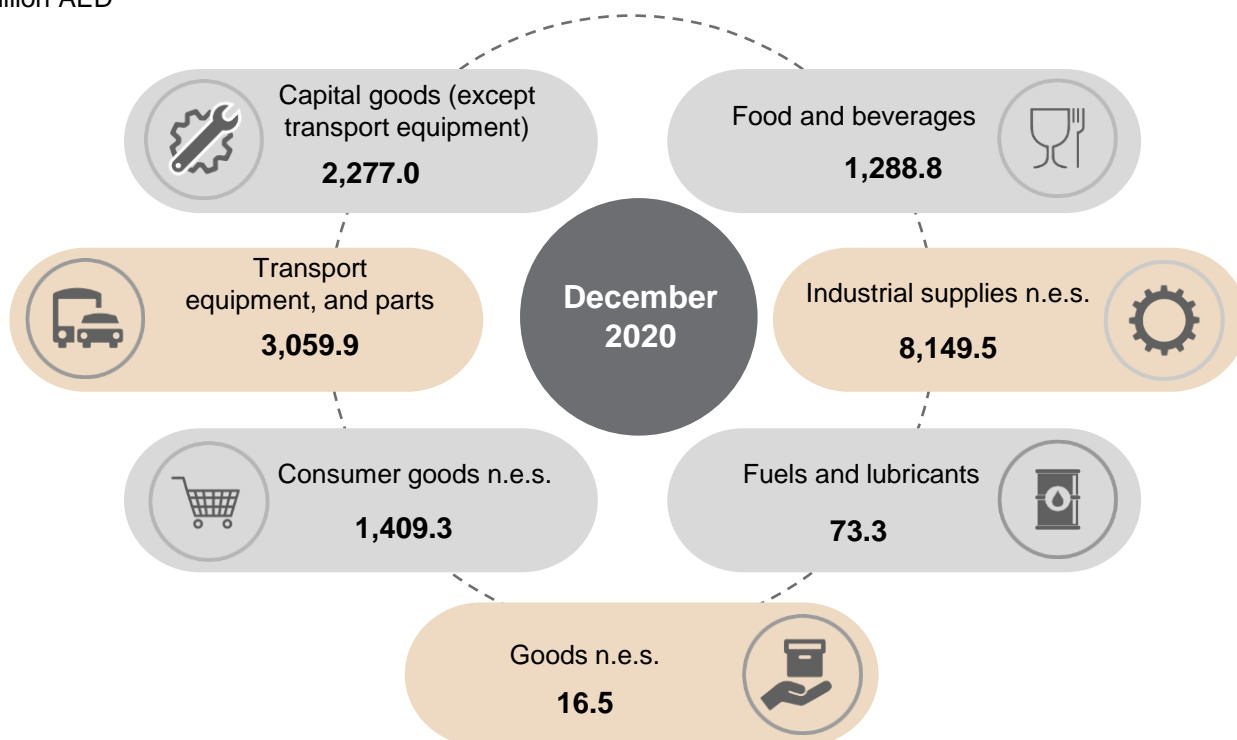 AED
Capital goods (except
transport equipment)
2,277.0
Food and beverages
1,288.8
Transport
equipment, and parts
3,059.9
December
2020
Industrial supplies n.e.s.
8,149.5
Consumer goods n.e.s.
1,409.3
Fuels and lubricants
73.3
Goods n.e.s.
16.5